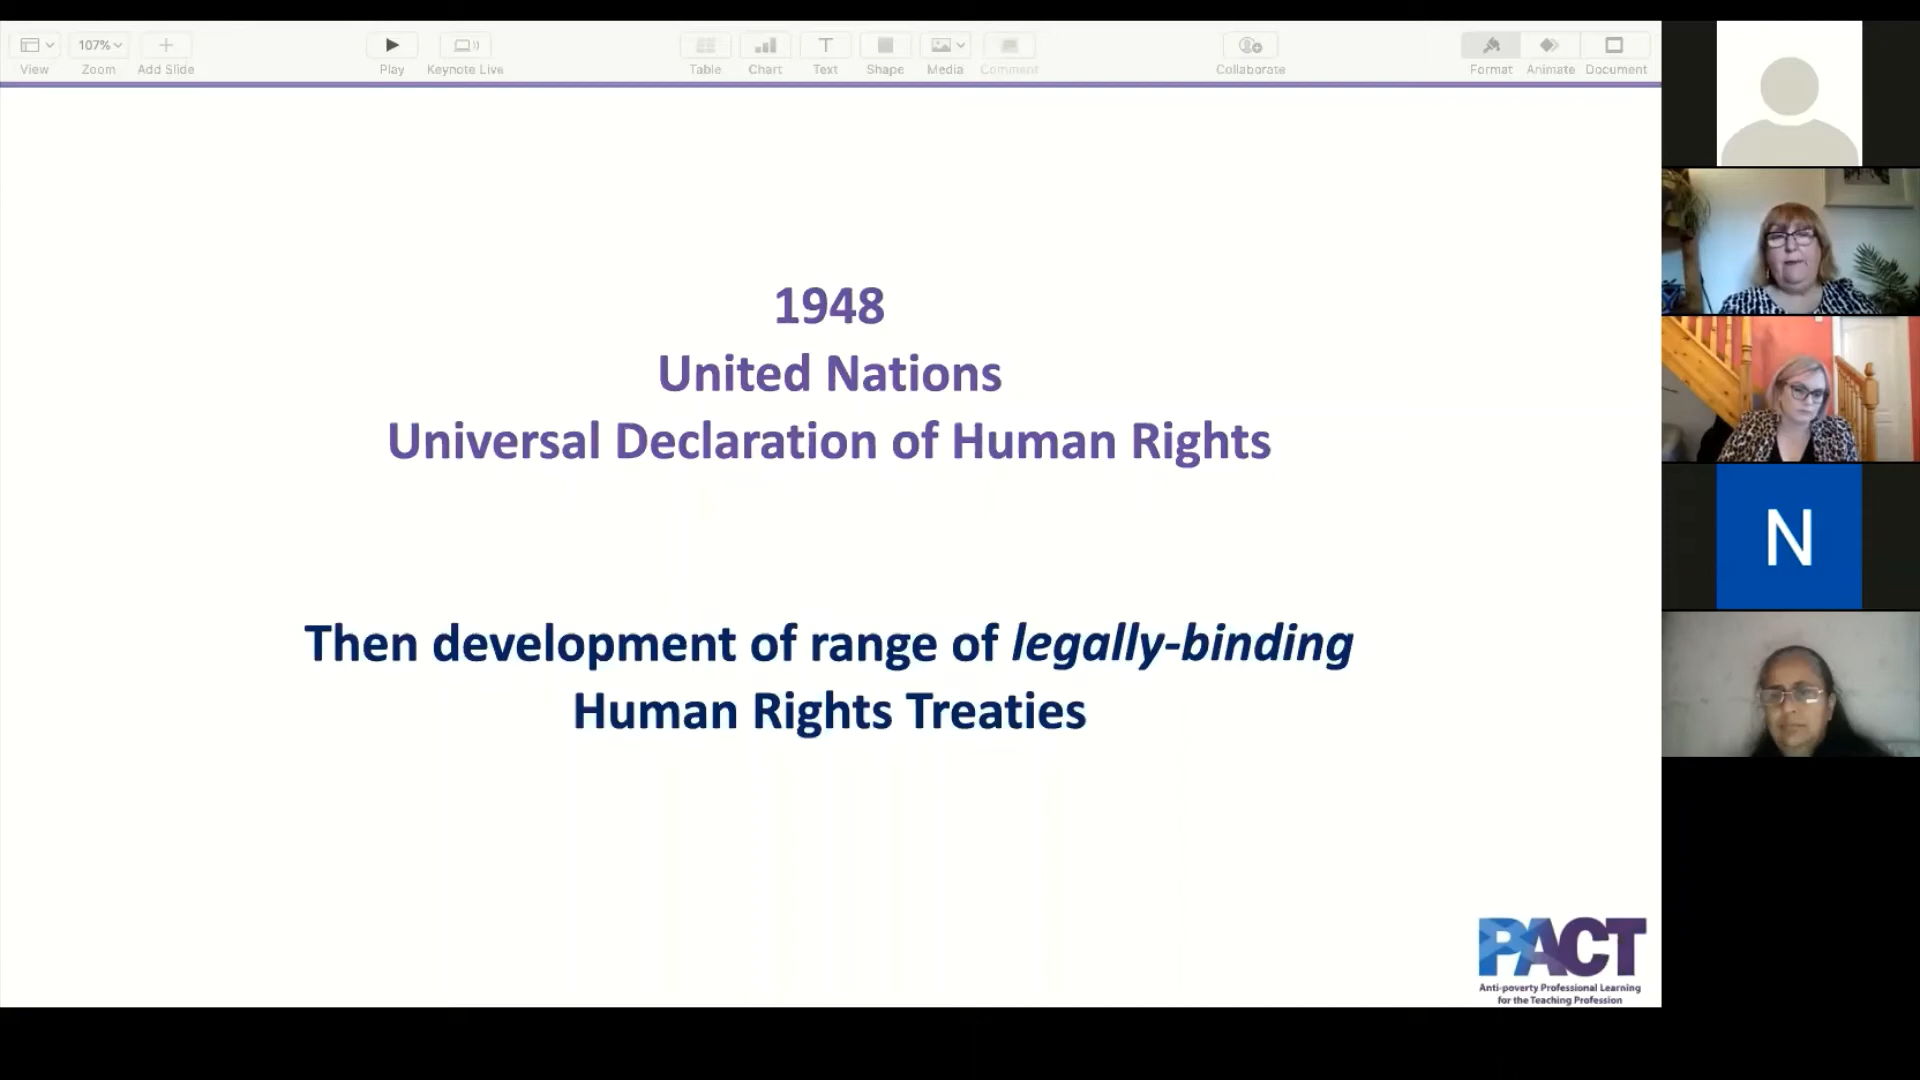 107%
View
Zoom
Add Slide
Play
Keynote Live
Table
Chart
Text
Shape
Media
Comment
Collaborate
Format
Animate
Document
1948
United Nations
Universal Declaration of Human Rights
Then development of range of legally-binding
Human Rights Treaties
N
PACT
Anti-poverty Professional Learning
for the Teaching Profession